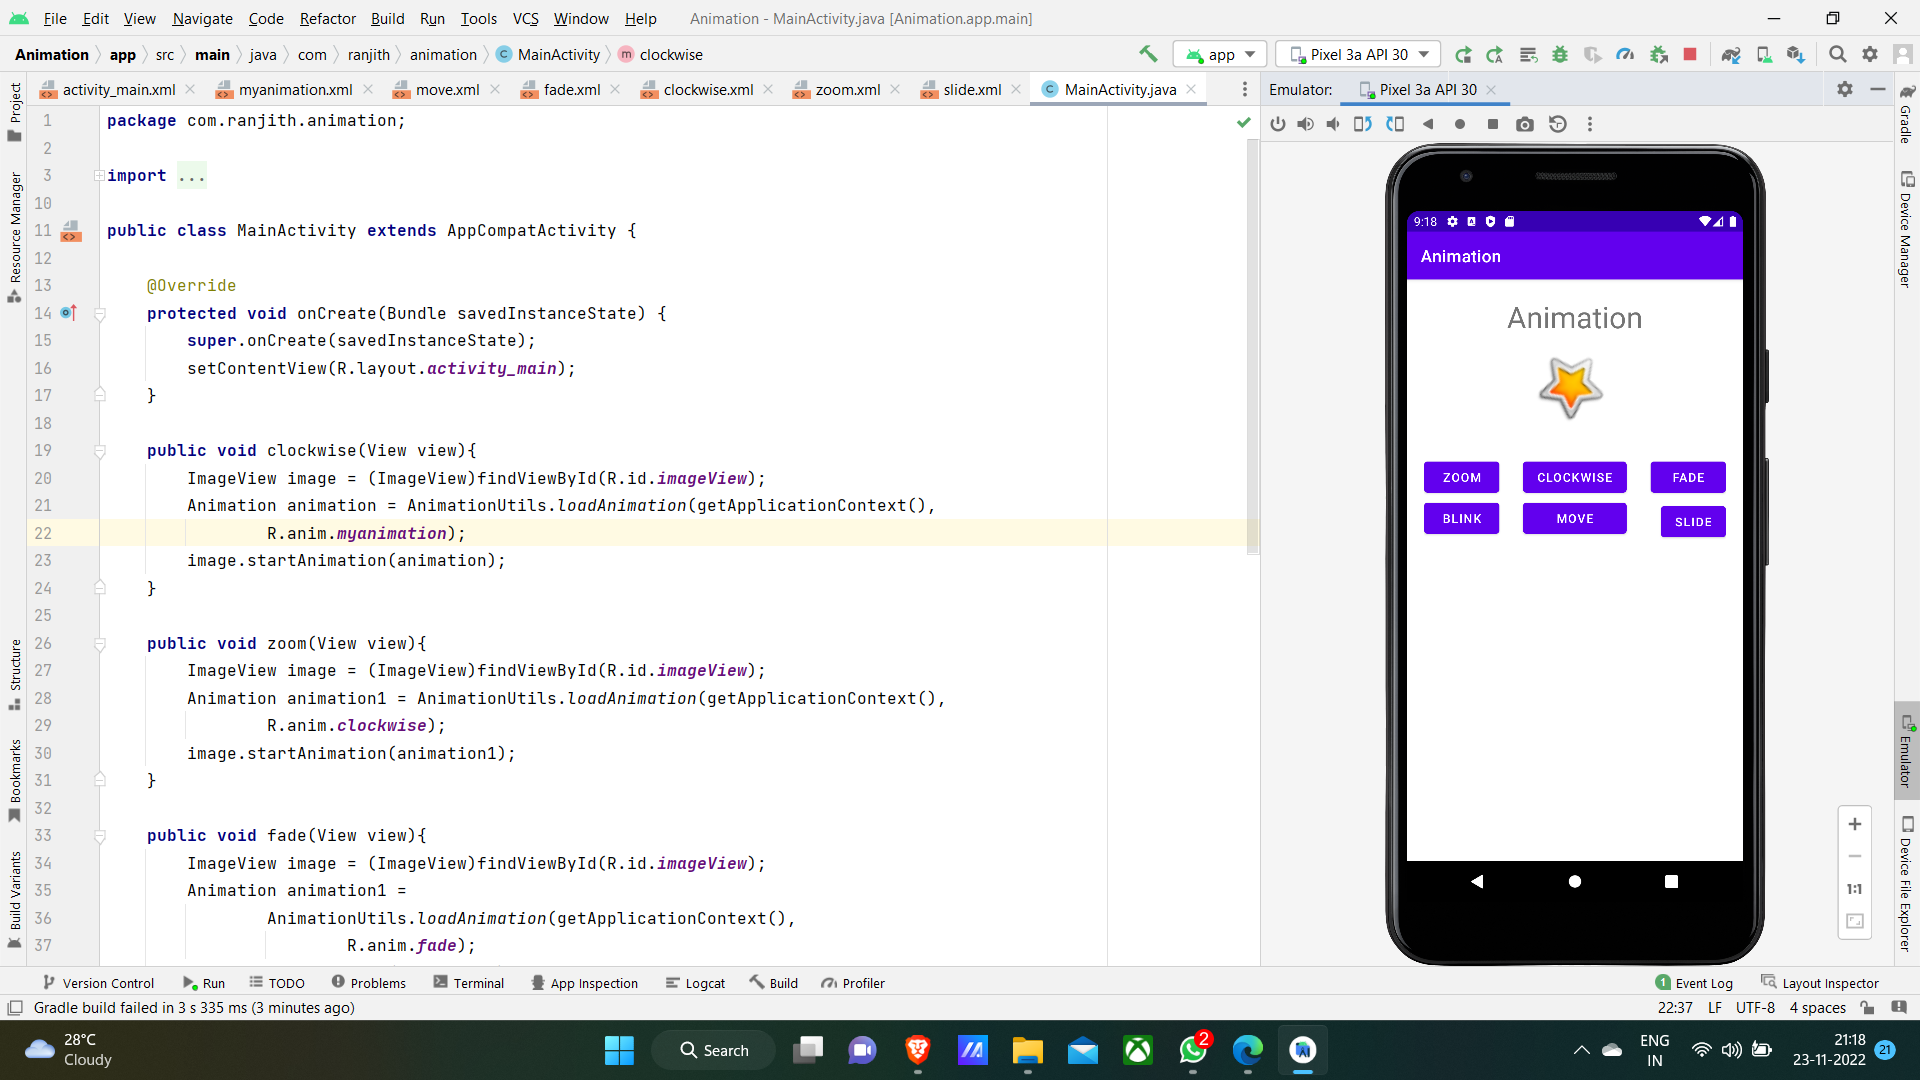 File Edit View Navigate Code Refactor Build Run Tools VCS Window Help Animation - MainActivity.java [Animation.app.main]
Animation app src main java com ranjith animation C MainActivity m clockwise app Pixel 3a API 30
activity_main.xml myanimation.xml move.xml fade.xml clockwise.xml zoom.xml slide.xml C MainActivity.java Emulator: Pixel 3a API 30
Project
Resource Manager
Structure
Bookmarks
Build Variants
1 package com.ranjith.animation;
2
3 import ...
10
11 public class MainActivity extends AppCompatActivity {
12
13 @Override
14 protected void onCreate(Bundle savedInstanceState) {
15 super.onCreate(savedInstanceState);
16 setContentView(R.layout.activity_main);
17 }
18
19 public void clockwise(View view){
20 ImageView image = (ImageView)findViewById(R.id.imageView);
21 Animation animation = AnimationUtils.loadAnimation(getApplicationContext(),
22 R.anim.myanimation);
23 image.startAnimation(animation);
24 }
25
26 public void zoom(View view){
27 ImageView image = (ImageView)findViewById(R.id.imageView);
28 Animation animation1 = AnimationUtils.loadAnimation(getApplicationContext(),
29 R.anim.clockwise);
30 image.startAnimation(animation1);
31 }
32
33 public void fade(View view){
34 ImageView image = (ImageView)findViewById(R.id.imageView);
35 Animation animation1 =
36 AnimationUtils.loadAnimation(getApplicationContext(),
37 R.anim.fade);
9:18
Animation
Animation
ZOOM CLOCKWISE FADE
BLINK MOVE SLIDE
1:1
Gradle
Device Manager
Emulator
Device File Explorer
Version Control Run TODO Problems Terminal App Inspection Logcat Build Profiler 1 Event Log Layout Inspector
Gradle build failed in 3 s 335 ms (3 minutes ago) 22:37 LF UTF-8 4 spaces
28°C
Cloudy
Search
2
ENG
IN
21:18
23-11-2022
21